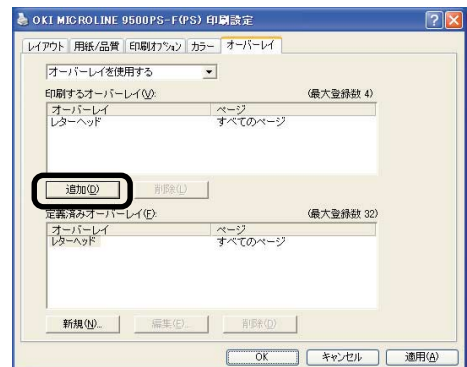 OKI MICROLINE 9500PS-F(PS) 印刷設定
レイアウト 用紙/品質 印刷オプション カラー オーバーレイ
オーバーレイを使用する
印刷するオーバーレイ(V): (最大登録数 4)
オーバーレイ ページ
レターヘッド すべてのページ
追加(D) 削除(L)
定義済みオーバーレイ(F): (最大登録数 32)
オーバーレイ ページ
レターヘッド すべてのページ
新規(N)... 編集(E)... 削除(D)
OK キャンセル 適用(A)